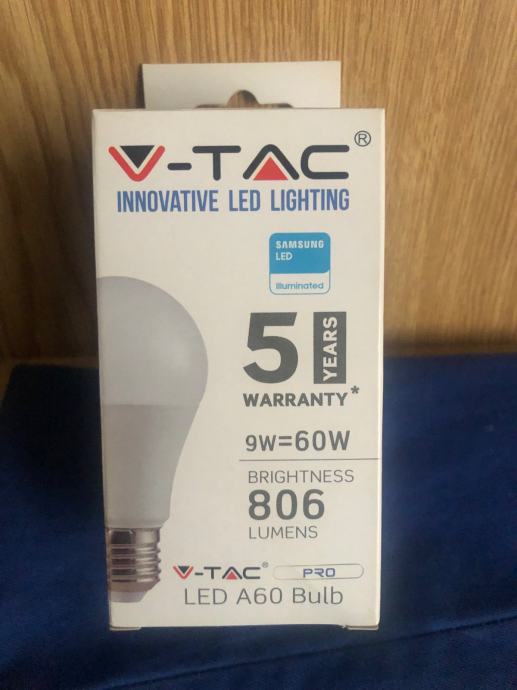 V-TAC®
INNOVATIVE LED LIGHTING
SAMSUNG
LED
illuminated
5 YEARS
WARRANTY*
9W=60W
BRIGHTNESS
806
LUMENS
V-TAC® PRO
LED A60 Bulb